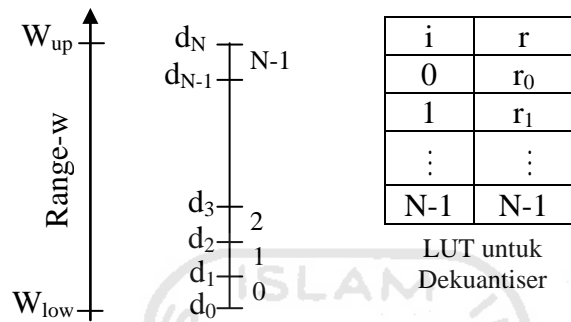 W_up
Range-w
W_low
d_N
N-1
d_N-1
d_3
2
d_2
1
d_1
0
d_0
i r
0 r_0
1 r_1
⋮ ⋮
N-1 N-1
LUT untuk
Dekuantiser
ISLAM